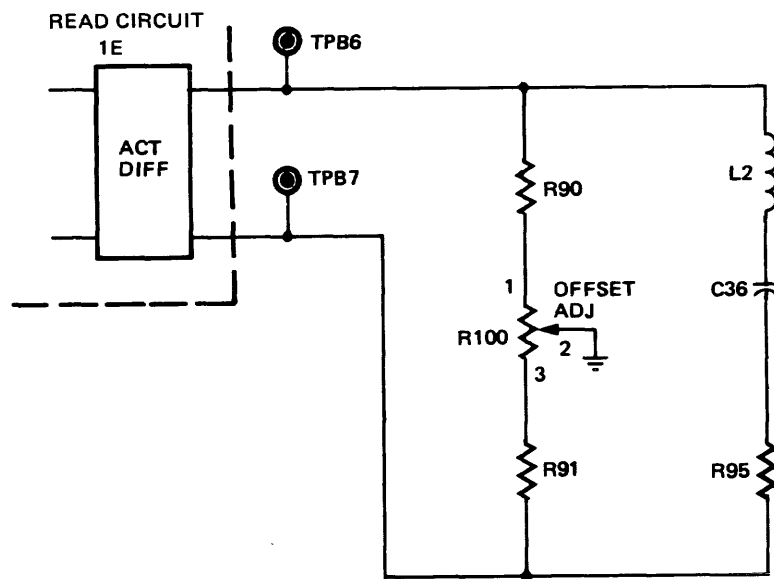 READ CIRCUIT
1E
TPB6
ACT
DIFF
TPB7
R90
L2
1
OFFSET
ADJ
C36
R100
2
3
R91
R95